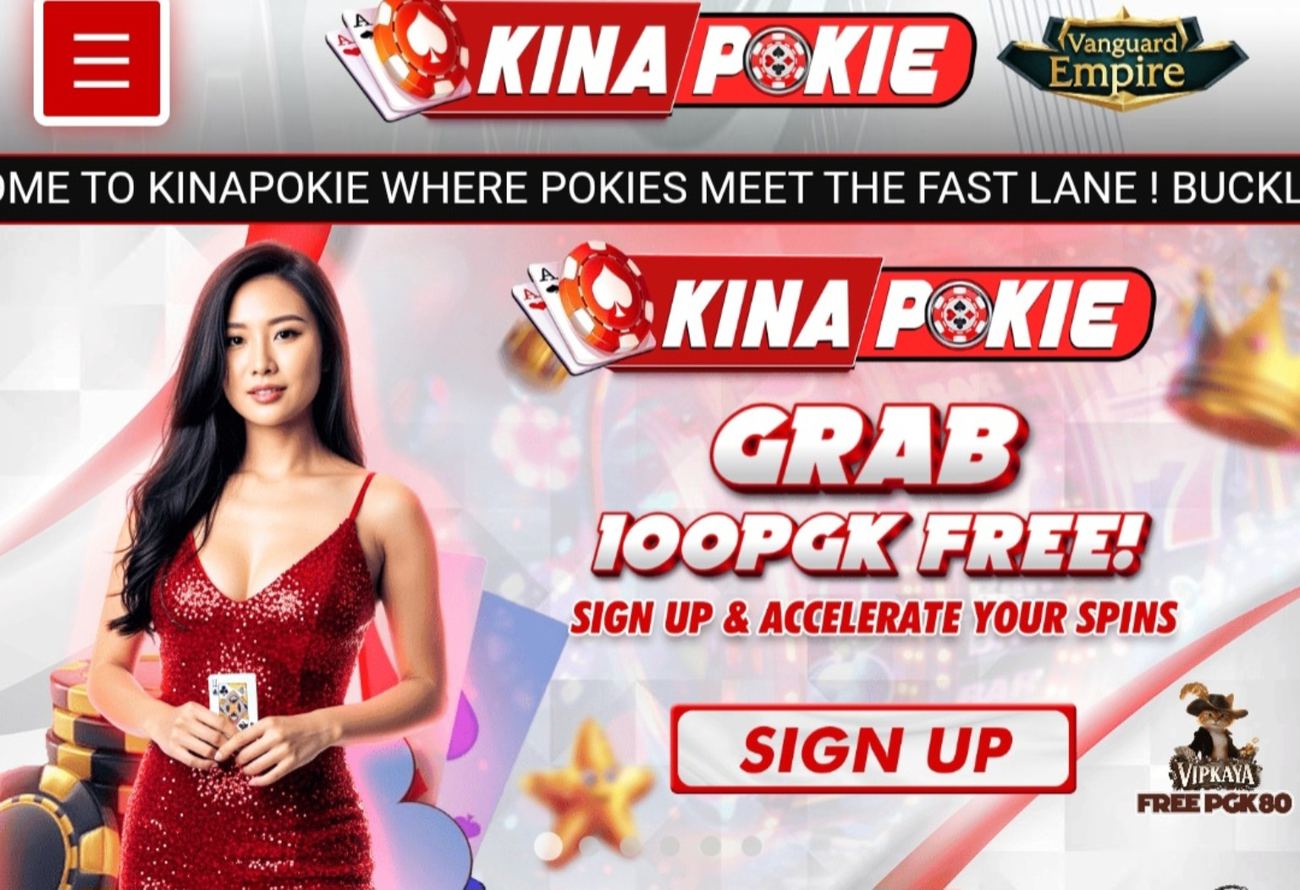 KINA POKIE
Vanguard
Empire
OME TO KINAPOKIE WHERE POKIES MEET THE FAST LANE ! BUCKL
KINA POKIE
GRAB
100PGK FREE!
SIGN UP & ACCELERATE YOUR SPINS
SIGN UP
VIPKAYA
FREE PGK80